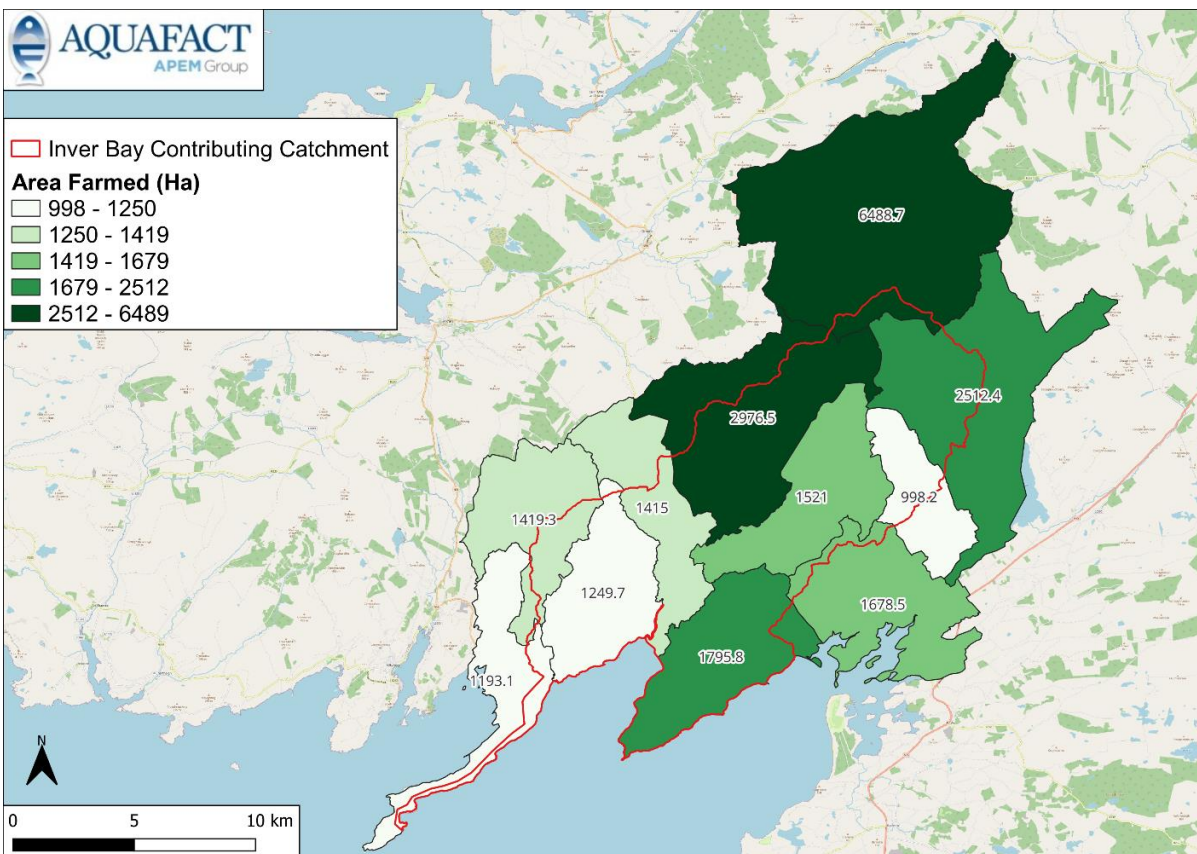 AQUAFACT
APEM Group
Inver Bay Contributing Catchment
Area Farmed (Ha)
998 - 1250
1250 - 1419
1419 - 1679
1679 - 2512
2512 - 6489
6488.7
2976.5
2512.4
1521
998.2
1419.3
1415
1249.7
1678.5
1795.8
1193.1
N
0 5 10 km